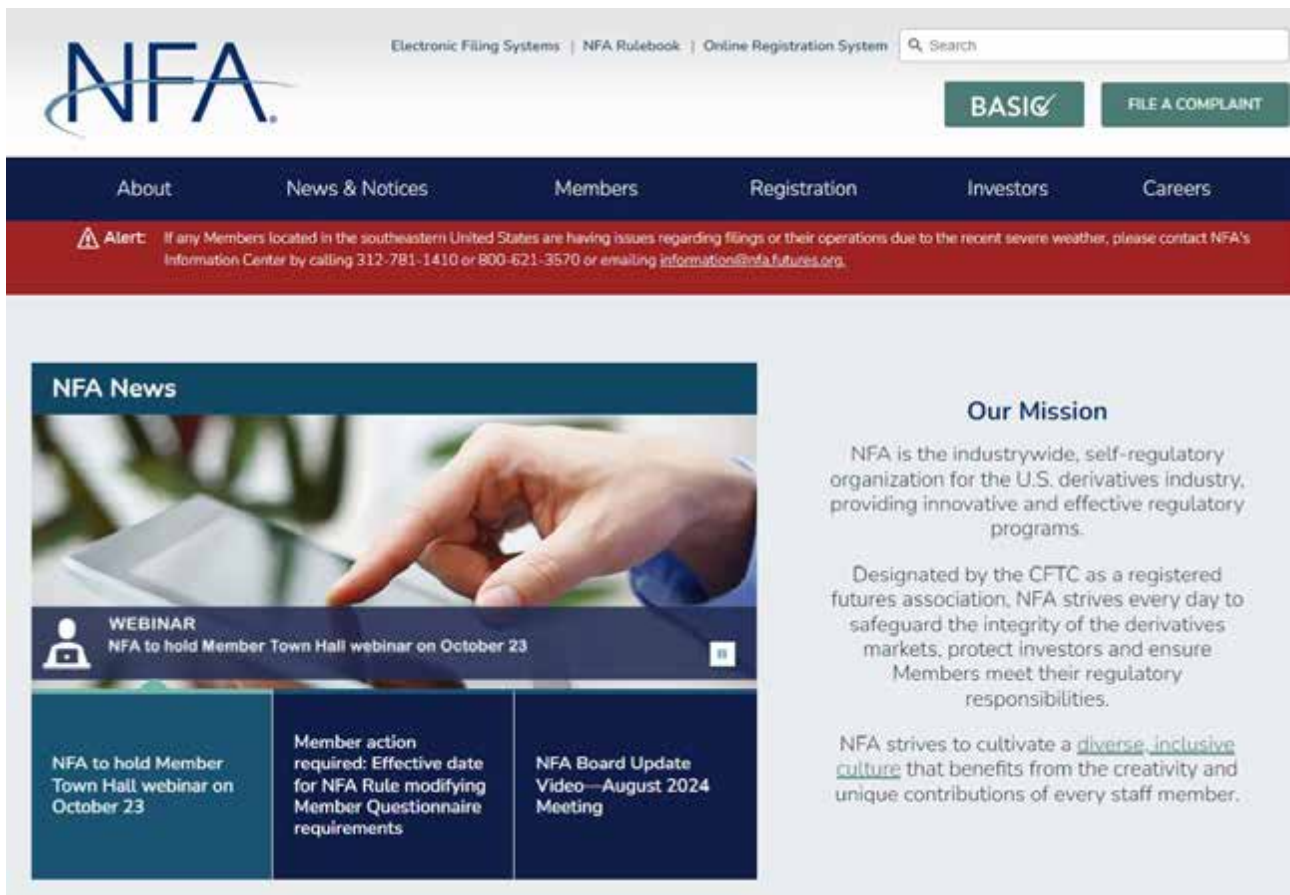 NFA.
Electronic Filing Systems | NFA Rulebook | Online Registration System
Search
BASIC
FILE A COMPLAINT
About
News & Notices
Members
Registration
Investors
Careers
Alert: If any Members located in the southeastern United States are having issues regarding filings or their operations due to the recent severe weather, please contact NFA's
Information Center by calling 312-781-1410 or 800-621-3570 or emailing information@nfa.futures.org.
NFA News
WEBINAR
NFA to hold Member Town Hall webinar on October 23
NFA to hold Member
Town Hall webinar on
October 23
Member action
required: Effective date
for NFA Rule modifying
Member Questionnaire
requirements
NFA Board Update
Video—August 2024
Meeting
Our Mission
NFA is the industrywide, self-regulatory
organization for the U.S. derivatives industry,
providing innovative and effective regulatory
programs.
Designated by the CFTC as a registered
futures association, NFA strives every day to
safeguard the integrity of the derivatives
markets, protect investors and ensure
Members meet their regulatory
responsibilities.
NFA strives to cultivate a diverse, inclusive
culture that benefits from the creativity and
unique contributions of every staff member.